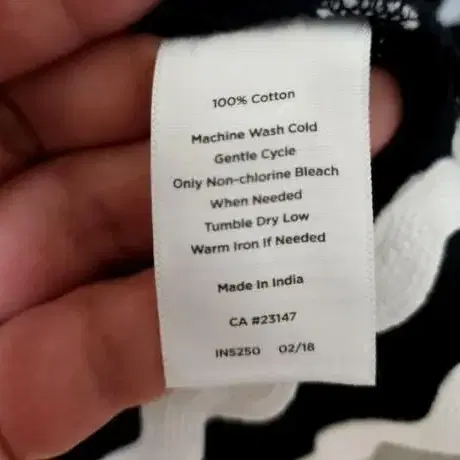 100% Cotton
Machine Wash Cold
Gentle Cycle
Only Non-chlorine Bleach
When Needed
Tumble Dry Low
Warm Iron If Needed
Made In India
CA #23147
IN5250 02/18